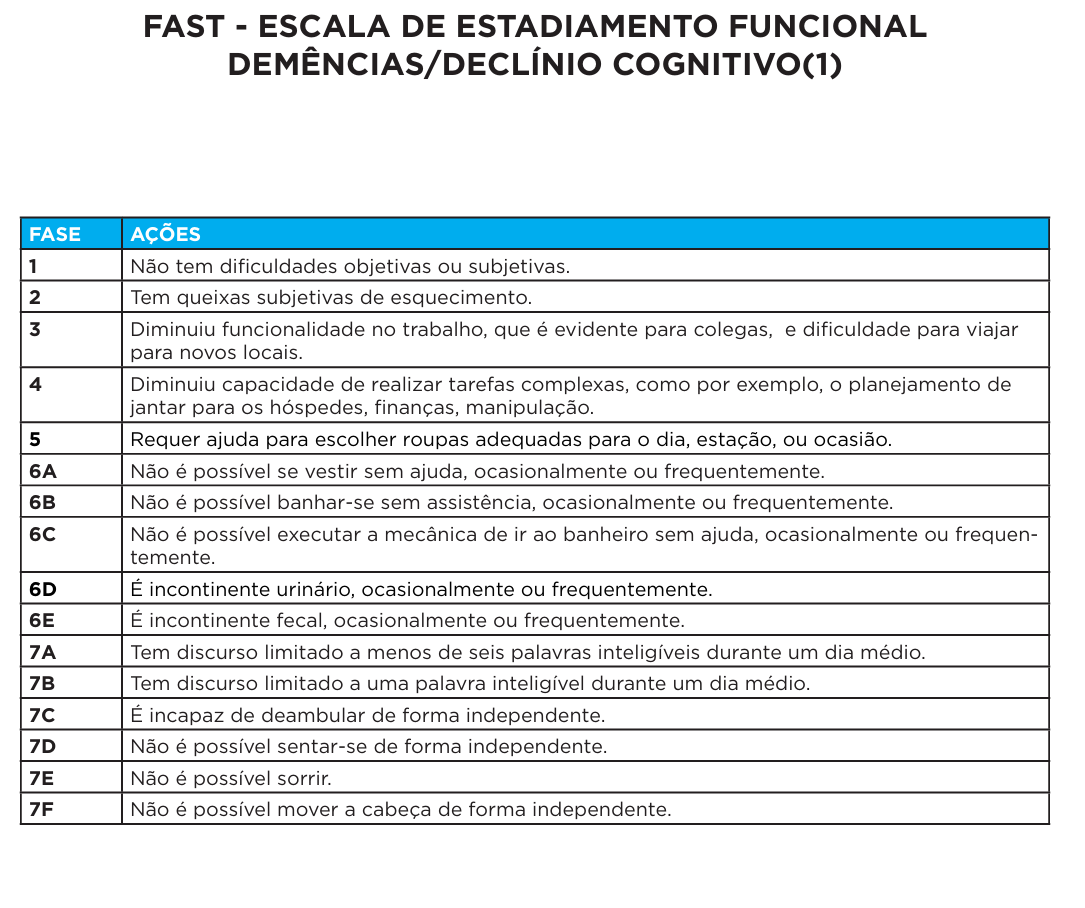 FAST - ESCALA DE ESTADIAMENTO FUNCIONAL
DEMÊNCIAS/DECLÍNIO COGNITIVO(1)
FASE AÇÕES
1 Não tem dificuldades objetivas ou subjetivas.
2 Tem queixas subjetivas de esquecimento.
3 Diminuiu funcionalidade no trabalho, que é evidente para colegas,  e dificuldade para viajar
para novos locais.
4 Diminuiu capacidade de realizar tarefas complexas, como por exemplo, o planejamento de
jantar para os hóspedes, finanças, manipulação.
5 Requer ajuda para escolher roupas adequadas para o dia, estação, ou ocasião.
6A Não é possível se vestir sem ajuda, ocasionalmente ou frequentemente.
6B Não é possível banhar-se sem assistência, ocasionalmente ou frequentemente.
6C Não é possível executar a mecânica de ir ao banheiro sem ajuda, ocasionalmente ou frequen-
temente.
6D É incontinente urinário, ocasionalmente ou frequentemente.
6E É incontinente fecal, ocasionalmente ou frequentemente.
7A Tem discurso limitado a menos de seis palavras inteligíveis durante um dia médio.
7B Tem discurso limitado a uma palavra inteligível durante um dia médio.
7C É incapaz de deambular de forma independente.
7D Não é possível sentar-se de forma independente.
7E Não é possível sorrir.
7F Não é possível mover a cabeça de forma independente.